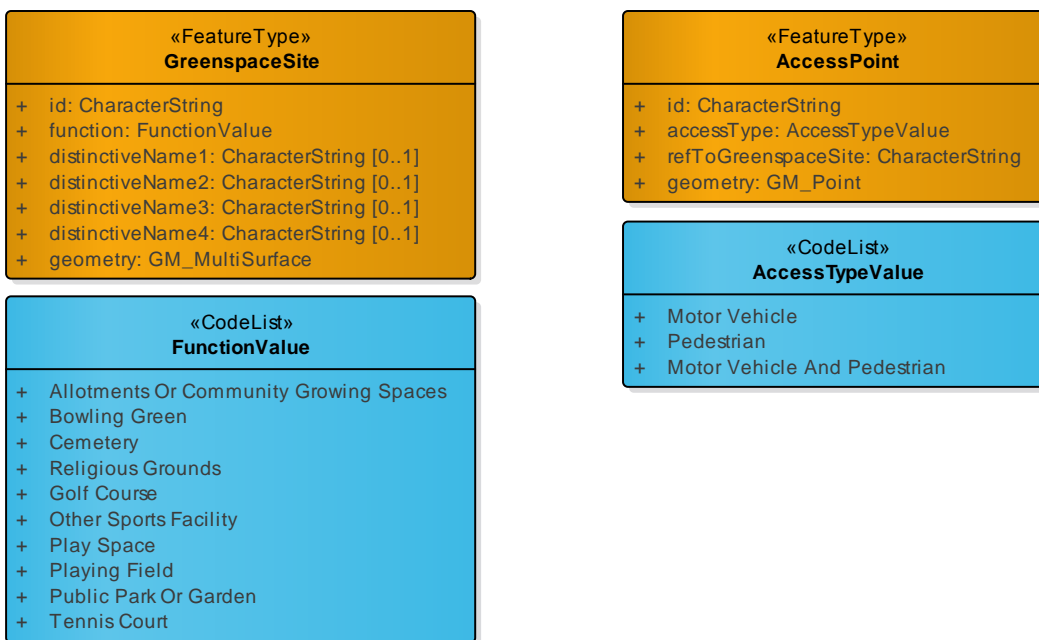 «FeatureType»
GreenspaceSite
+ id: CharacterString
+ function: FunctionValue
+ distinctiveName1: CharacterString [0..1]
+ distinctiveName2: CharacterString [0..1]
+ distinctiveName3: CharacterString [0..1]
+ distinctiveName4: CharacterString [0..1]
+ geometry: GM_MultiSurface
«CodeList»
FunctionValue
+ Allotments Or Community Growing Spaces
+ Bowling Green
+ Cemetery
+ Religious Grounds
+ Golf Course
+ Other Sports Facility
+ Play Space
+ Playing Field
+ Public Park Or Garden
+ Tennis Court
«FeatureType»
AccessPoint
+ id: CharacterString
+ accessType: AccessTypeValue
+ refToGreenspaceSite: CharacterString
+ geometry: GM_Point
«CodeList»
AccessTypeValue
+ Motor Vehicle
+ Pedestrian
+ Motor Vehicle And Pedestrian